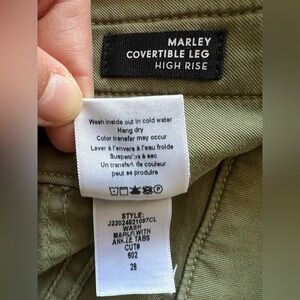 MARLEY
COVERTIBLE LEG
HIGH RISE
Wash inside out in cold water
Hang dry
Color transfer may occur
Laver à l'envers à l'eau froide
Suspendre à sec
Un transfert de couleur
peut se produire
STYLE:
WASH
MARLEY WITH
ANKLE TABS
CUT#
602
28